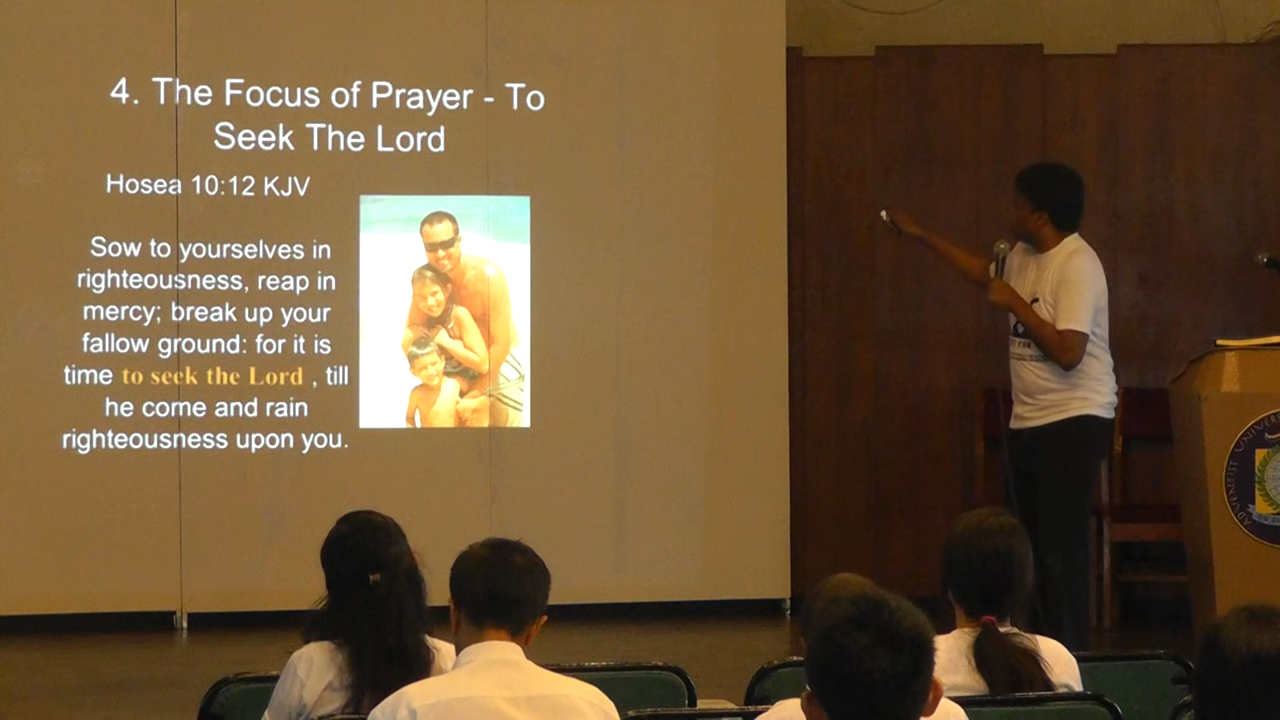 4. The Focus of Prayer - To
Seek The Lord
Hosea 10:12 KJV
Sow to yourselves in
righteousness, reap in
mercy; break up your
fallow ground: for it is
time to seek the Lord , till
he come and rain
righteousness upon you.
ADVENTIST UNIVERS